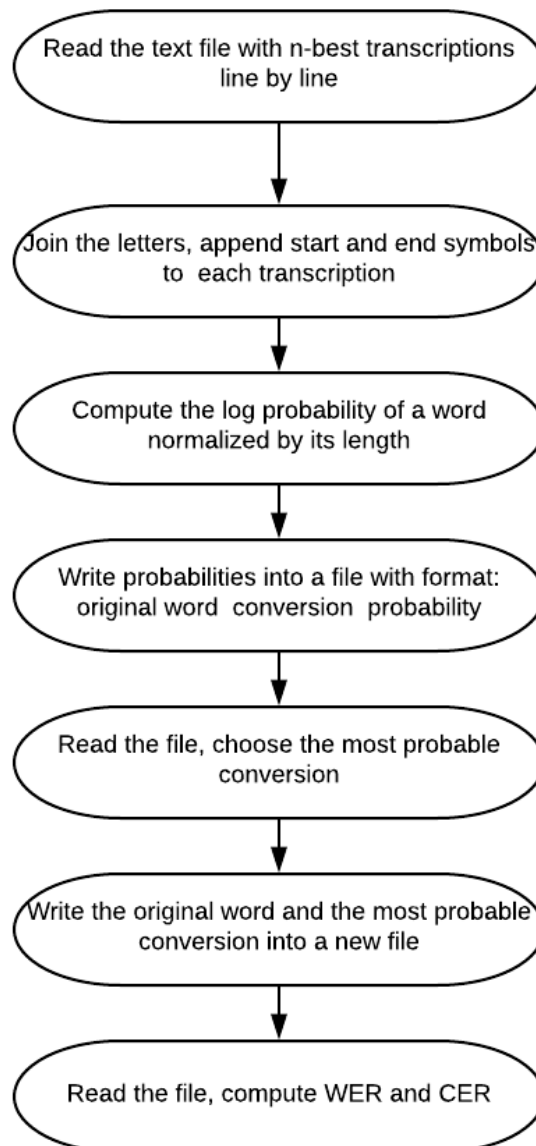 Read the text file with n-best transcriptions
line by line
Join the letters, append start and end symbols
to each transcription
Compute the log probability of a word
normalized by its length
Write probabilities into a file with format:
original word conversion probability
Read the file, choose the most probable
conversion
Write the original word and the most probable
conversion into a new file
Read the file, compute WER and CER